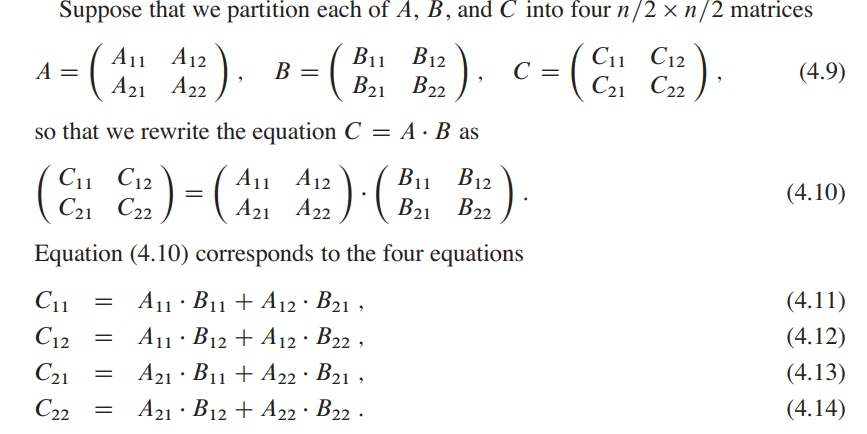 Suppose that we partition each of A, B, and C into four n/2 × n/2 matrices
A = ( A₁₁ A₁₂ ; A₂₁ A₂₂ ), B = ( B₁₁ B₁₂ ; B₂₁ B₂₂ ), C = ( C₁₁ C₁₂ ; C₂₁ C₂₂ ), (4.9)
so that we rewrite the equation C = A · B as
( C₁₁ C₁₂ ; C₂₁ C₂₂ ) = ( A₁₁ A₁₂ ; A₂₁ A₂₂ ) · ( B₁₁ B₁₂ ; B₂₁ B₂₂ ). (4.10)
Equation (4.10) corresponds to the four equations
C₁₁ = A₁₁ · B₁₁ + A₁₂ · B₂₁ , (4.11)
C₁₂ = A₁₁ · B₁₂ + A₁₂ · B₂₂ , (4.12)
C₂₁ = A₂₁ · B₁₁ + A₂₂ · B₂₁ , (4.13)
C₂₂ = A₂₁ · B₁₂ + A₂₂ · B₂₂ . (4.14)